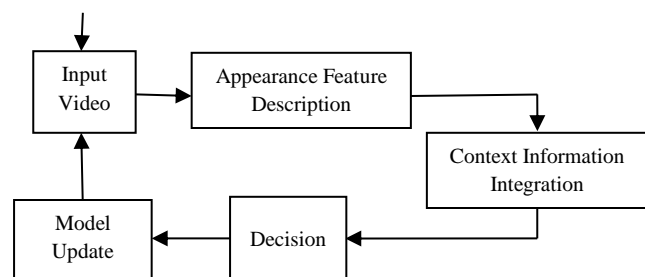 Input
Video
Appearance Feature
Description
Context Information
Integration
Decision
Model
Update